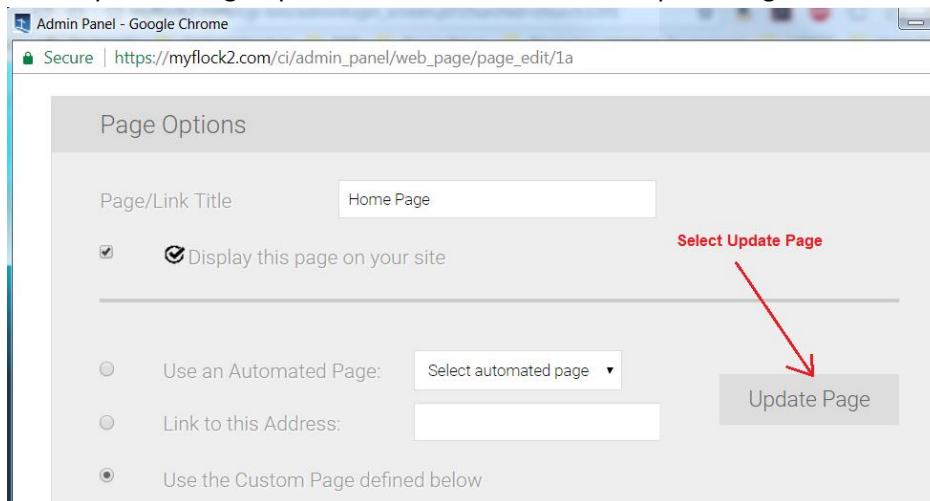 Admin Panel - Google Chrome
Secure | https://myflock2.com/ci/admin_panel/web_page/page_edit/1a
Page Options
Page/Link Title Home Page
Display this page on your site
Select Update Page
Use an Automated Page: Select automated page
Update Page
Link to this Address:
Use the Custom Page defined below